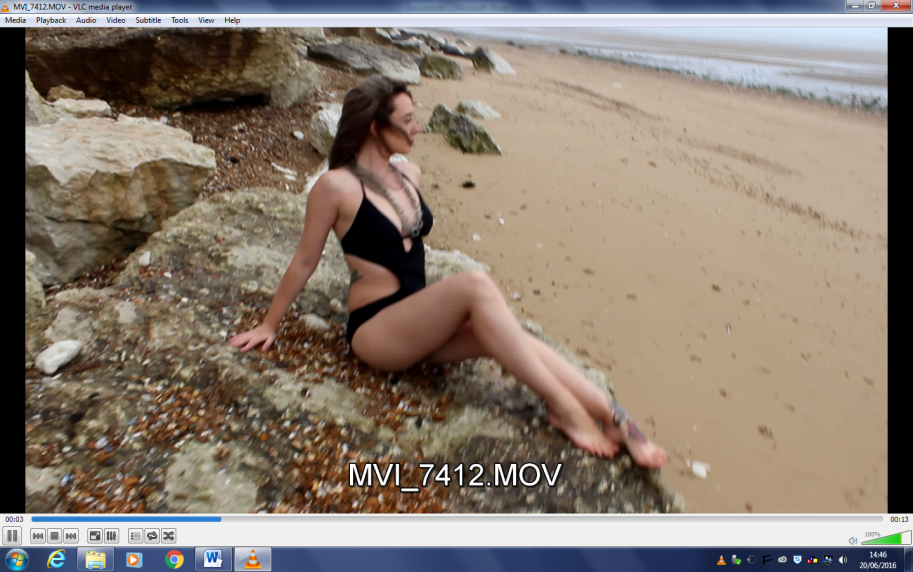 MVI_7412.MOV - VLC media player
Media Playback Audio Video Subtitle Tools View Help
MVI_7412.MOV
00:03
00:13
100%
14:46
20/06/2016